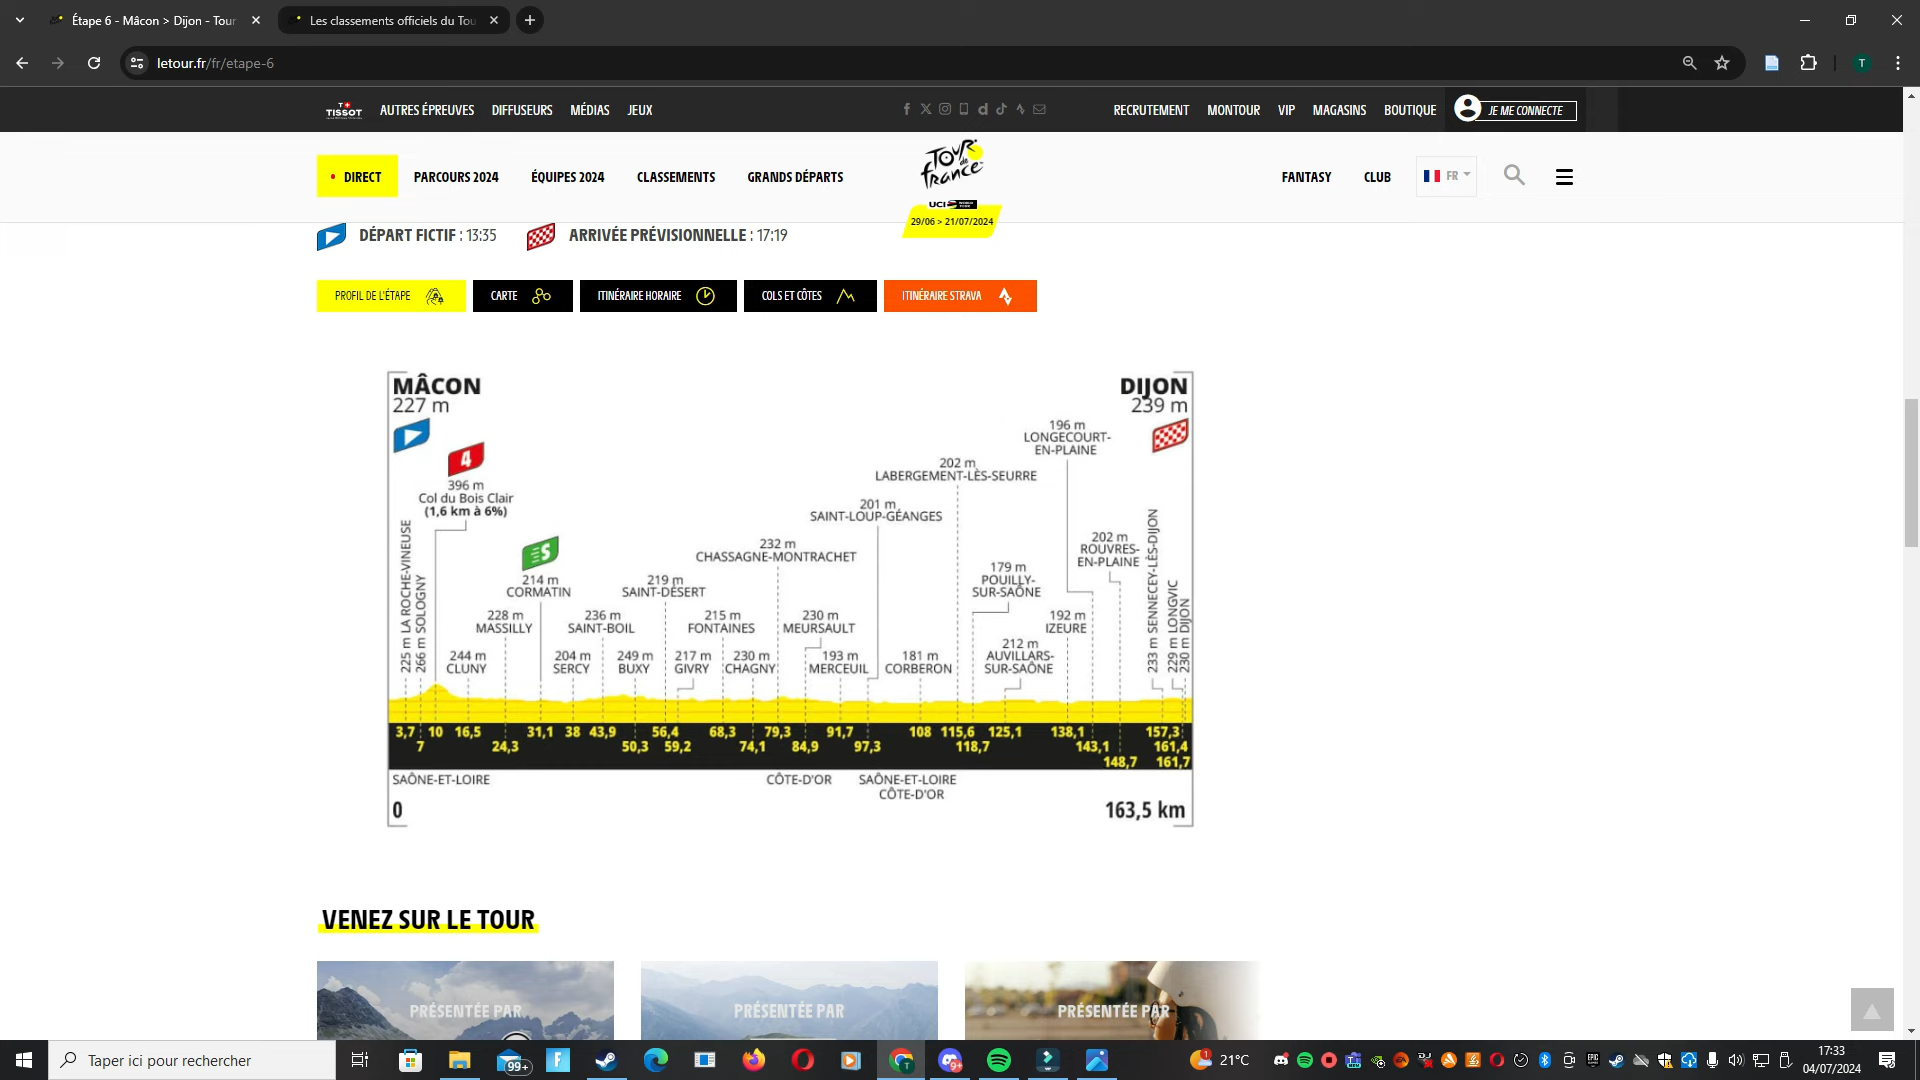 Étape 6 - Mâcon > Dijon - Tour
Les classements officiels du Tou
letour.fr/fr/etape-6
T
TISSOT
AUTRES ÉPREUVES
DIFFUSEURS
MÉDIAS
JEUX
RECRUTEMENT
MONTOUR
VIP
MAGASINS
BOUTIQUE
JE ME CONNECTE
DIRECT
PARCOURS 2024
ÉQUIPES 2024
CLASSEMENTS
GRANDS DÉPARTS
TOUR de france
UCI
29/06 > 21/07/2024
FANTASY
CLUB
FR
DÉPART FICTIF : 13:35
ARRIVÉE PRÉVISIONNELLE : 17:19
PROFIL DE L'ÉTAPE
CARTE
ITINÉRAIRE HORAIRE
COLS ET CÔTES
ITINÉRAIRE STRAVA
MÂCON
227 m
DIJON
239 m
4
396 m
Col du Bois Clair
(1,6 km à 6%)
196 m
LONGECOURT-
EN-PLAINE
202 m
LABERGEMENT-LÈS-SEURRE
201 m
SAINT-LOUP-GÉANGES
232 m
CHASSAGNE-MONTRACHET
S
214 m
CORMATIN
219 m
SAINT-DÉSERT
179 m
POUILLY-
SUR-SAÔNE
202 m
ROUVRES-
EN-PLAINE
225 m LA ROCHE-VINEUSE
266 m SOLOGNY
228 m
MASSILLY
236 m
SAINT-BOIL
215 m
FONTAINES
230 m
MEURSAULT
192 m
IZEURE
244 m
CLUNY
204 m
SERCY
249 m
BUXY
217 m
GIVRY
230 m
CHAGNY
193 m
MERCEUIL
181 m
CORBERON
212 m
AUVILLARS-
SUR-SAÔNE
233 m SENNECEY-LÈS-DIJON
229 m LONGVIC
230 m DIJON
3,7 10 16,5 31,1 38 43,9 56,4 68,3 79,3 91,7 108 115,6 125,1 138,1 157,3
7 24,3 50,3 59,2 74,1 84,9 97,3 118,7 143,1 161,4
148,7 161,7
SAÔNE-ET-LOIRE
CÔTE-D'OR
SAÔNE-ET-LOIRE
CÔTE-D'OR
0
163,5 km
VENEZ SUR LE TOUR
PRÉSENTÉE PAR
PRÉSENTÉE PAR
PRÉSENTÉE PAR
Taper ici pour rechercher
99+
9+
1
21°C
17:33
04/07/2024